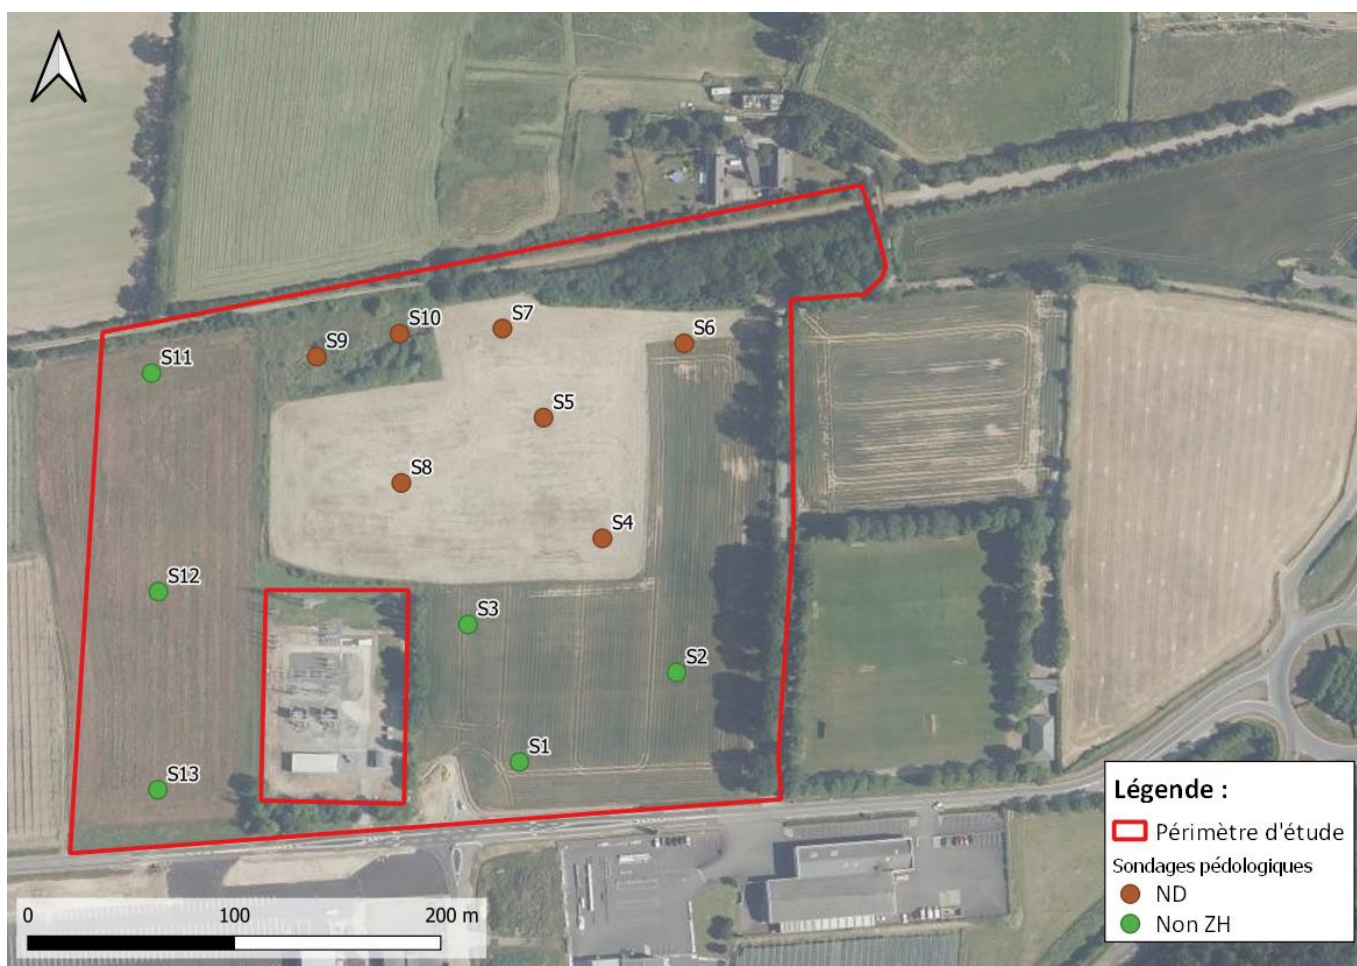 S10
S7
S6
S9
S11
S5
S8
S4
S12
S3
S2
S1
S13
Légende :
Périmètre d'étude
Sondages pédologiques
ND
Non ZH
0 100 200 m